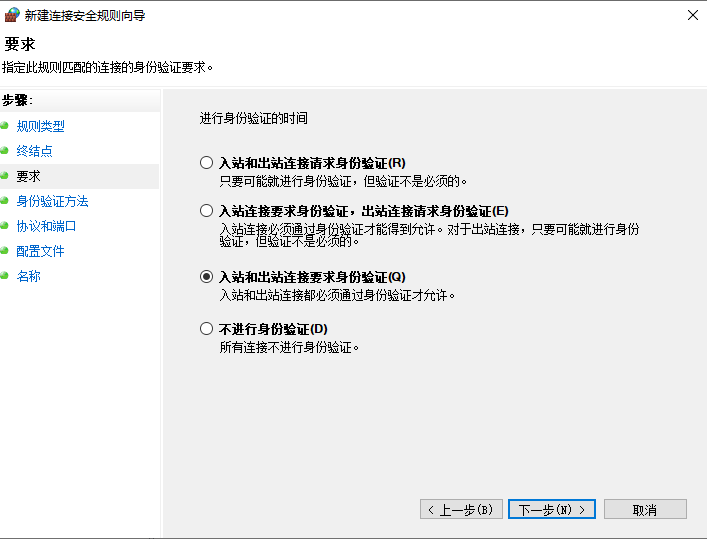 新建连接安全规则向导
要求
指定此规则匹配的连接的身份验证要求。
步骤:
规则类型
终结点
要求
身份验证方法
协议和端口
配置文件
名称
进行身份验证的时间
入站和出站连接请求身份验证(R)
只要可能就进行身份验证，但验证不是必须的。
入站连接要求身份验证，出站连接请求身份验证(E)
入站连接必须通过身份验证才能得到允许。对于出站连接，只要可能就进行身份
验证，但验证不是必须的。
入站和出站连接要求身份验证(Q)
入站和出站连接都必须通过身份验证才允许。
不进行身份验证(D)
所有连接不进行身份验证。
< 上一步(B) 下一步(N) > 取消